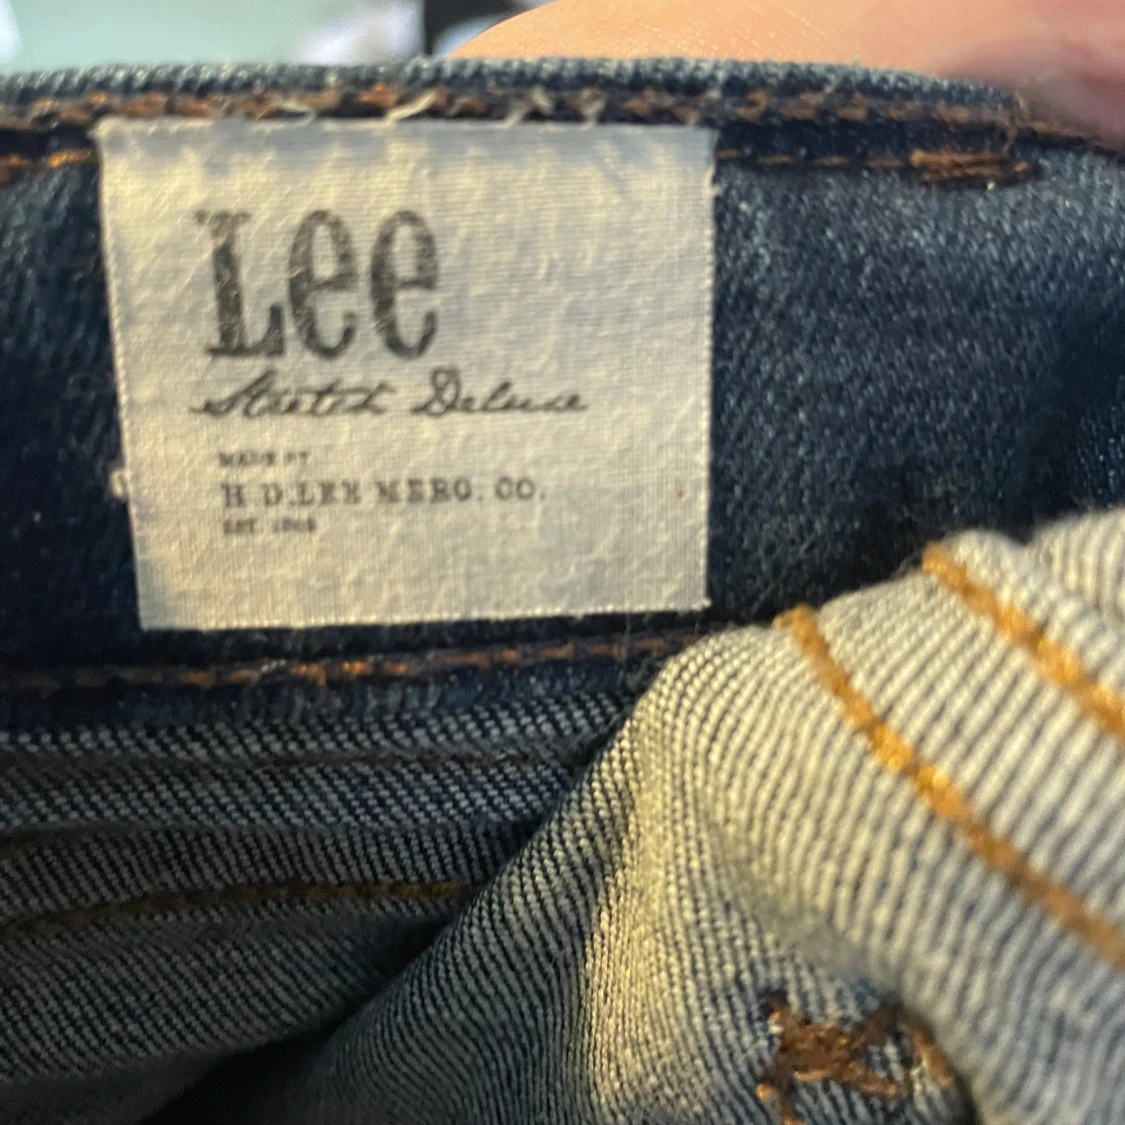 Lee
Stretch Deluxe
MADE BY
H.D.LEE MERC. CO.
EST.